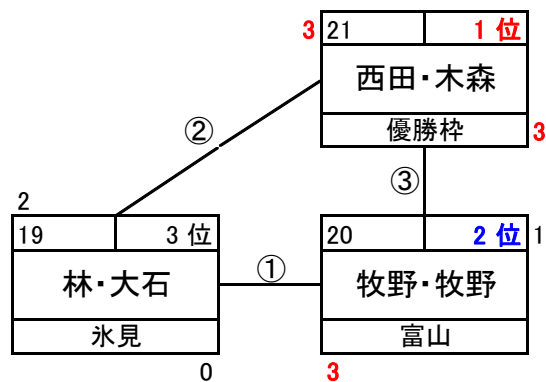 3 21 1 位
西田・木森
優勝枠 3
②
③
2
19 3 位
林・大石
氷見
0
①
20 2 位 1
牧野・牧野
富山
3